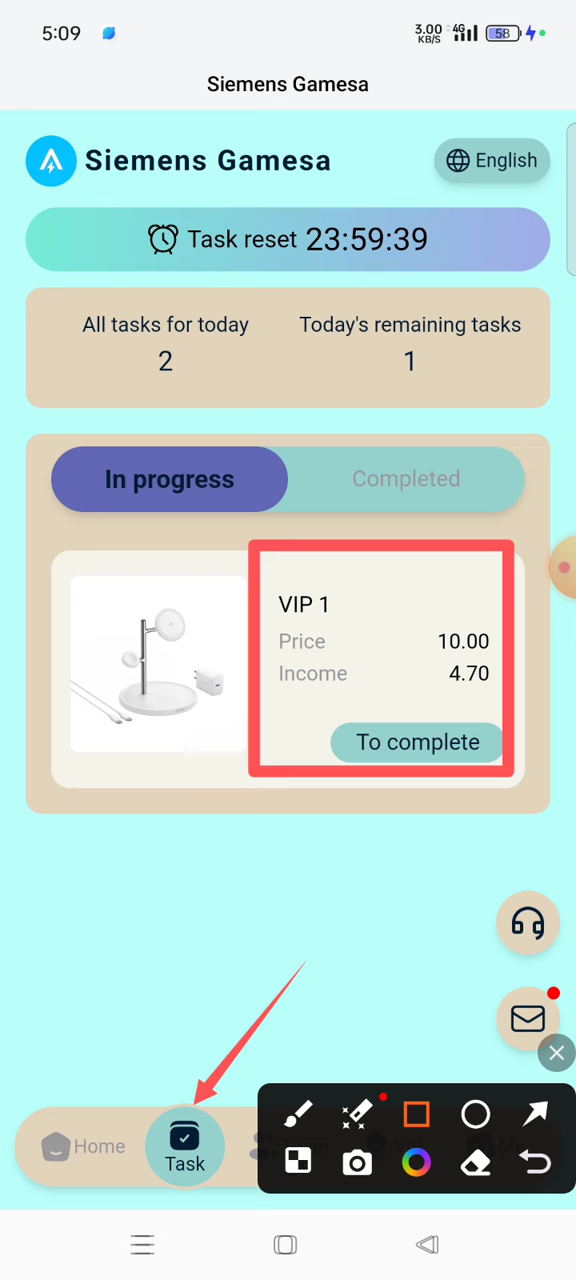 5:09
3.00 KB/S
4G
58
Siemens Gamesa
Siemens Gamesa
English
Task reset 23:59:39
All tasks for today
Today's remaining tasks
2
1
In progress
Completed
VIP 1
Price 10.00
Income 4.70
To complete
Home
Task